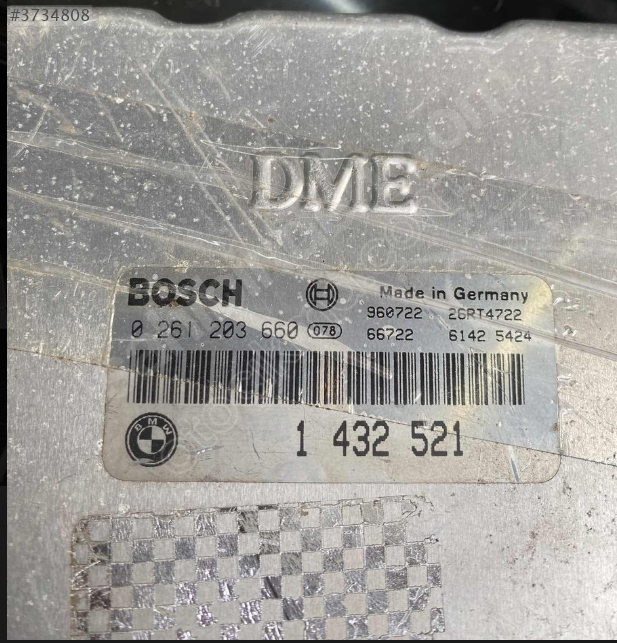 #3734808
DME
BOSCH Made in Germany
960722 26RT4722
0 261 203 660 078 66722 6142 5424
BMW
1 432 521